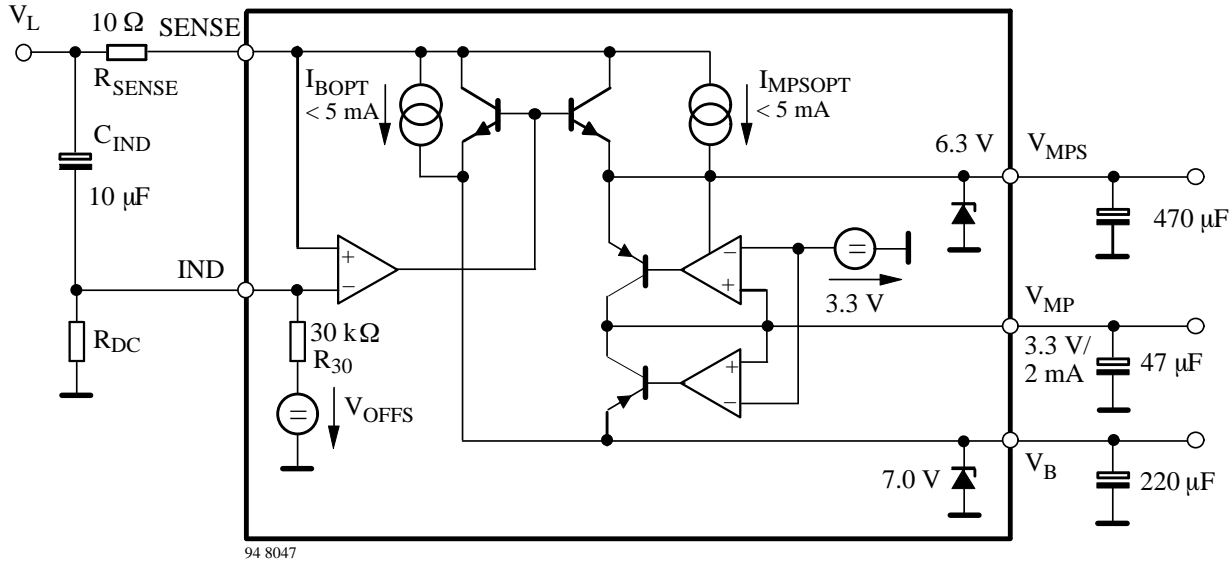 V_L
10 Ω
SENSE
R_SENSE
I_BOPT
< 5 mA
I_MPSOPT
< 5 mA
C_IND
10 µF
6.3 V
V_MPS
470 µF
+
−
−
+
=
3.3 V
IND
V_MP
R_DC
30 kΩ
R_30
3.3 V/
2 mA
47 µF
+
−
=
V_OFFS
7.0 V
V_B
220 µF
94 8047